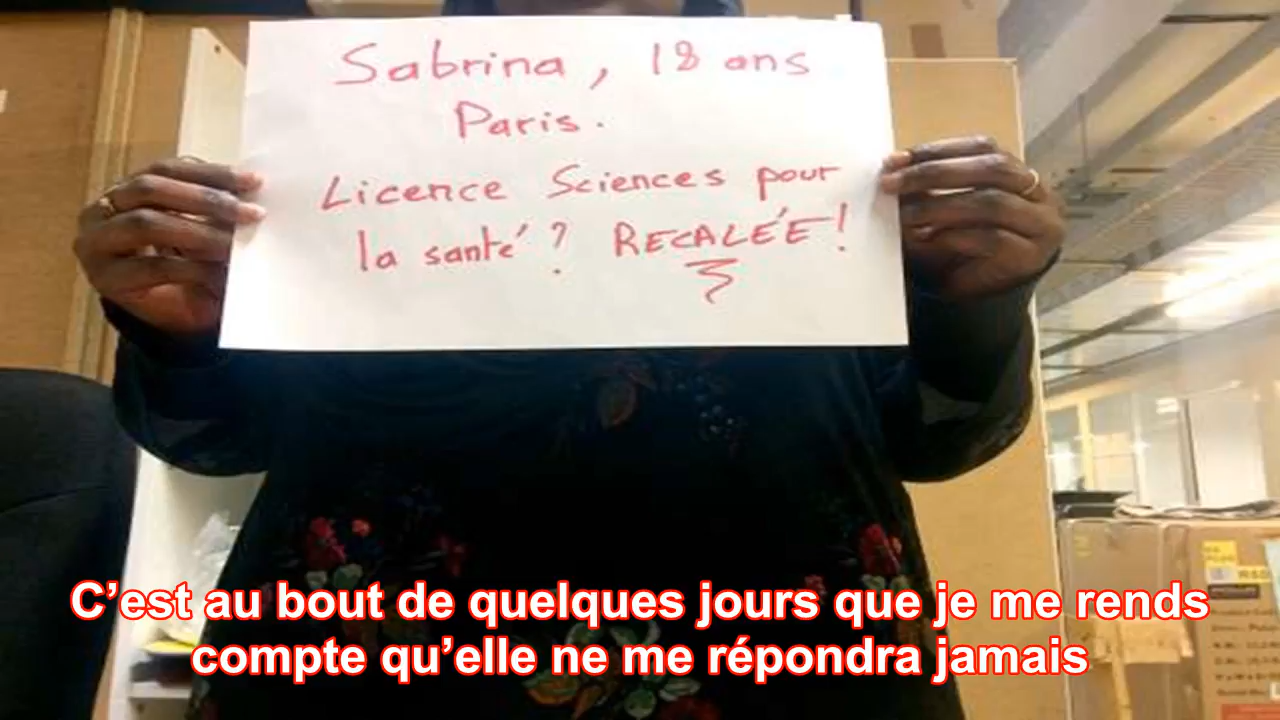 Sabrina, 18 ans
Paris.
Licence Sciences pour
la santé ? RECALÉE !
C’est au bout de quelques jours que je me rends
compte qu’elle ne me répondra jamais